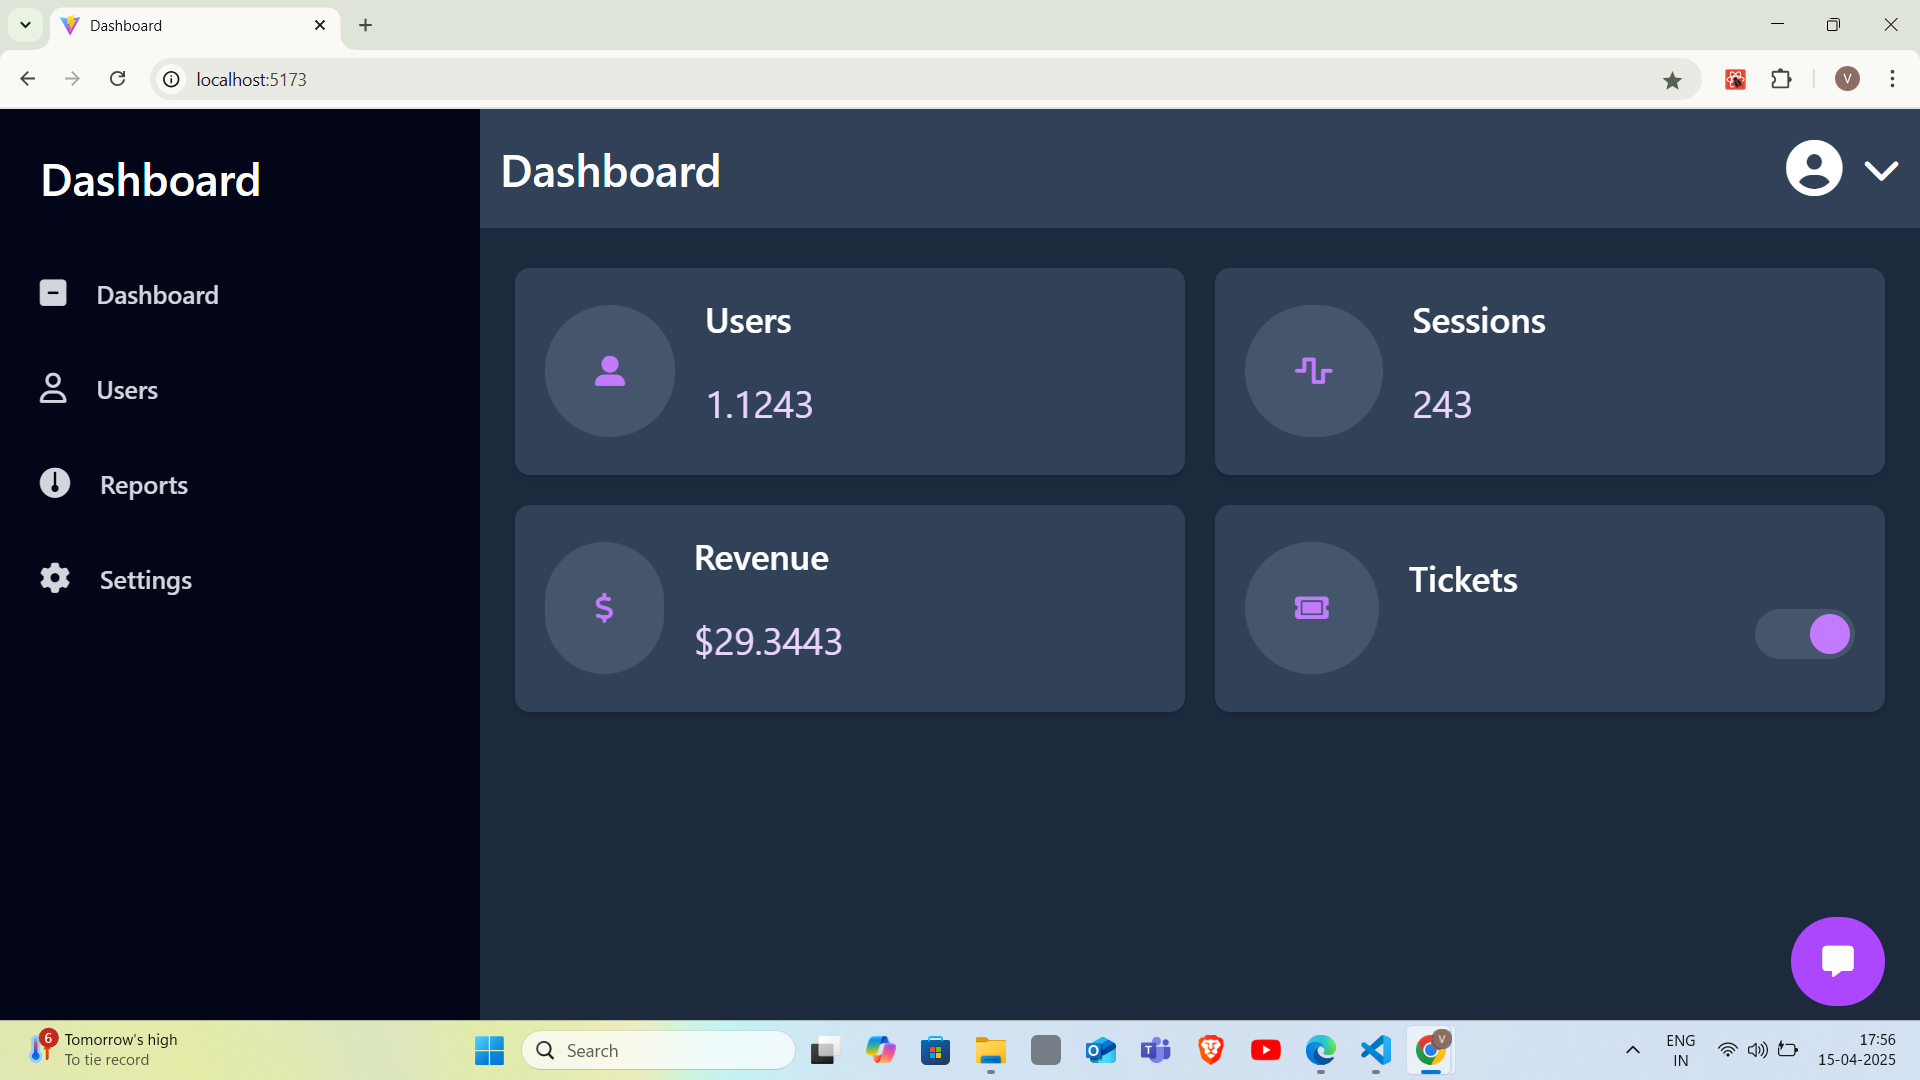 Dashboard
localhost:5173
V
Dashboard
Dashboard
Users
Reports
Settings
Dashboard
Users
1.1243
Sessions
243
Revenue
$
$29.3443
Tickets
6
Tomorrow's high
To tie record
Search
V
ENG
IN
17:56
15-04-2025